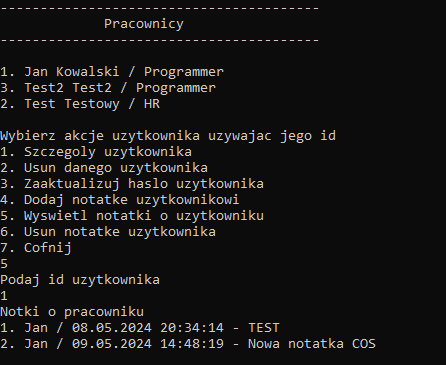 ----------------------------------------
Pracownicy
----------------------------------------
1. Jan Kowalski / Programmer
3. Test2 Test2 / Programmer
2. Test Testowy / HR
Wybierz akcje uzytkownika uzywajac jego id
1. Szczegoly uzytkownika
2. Usun danego uzytkownika
3. Zaaktualizuj haslo uzytkownika
4. Dodaj notatke uzytkownikowi
5. Wyswietl notatki o uzytkowniku
6. Usun notatke uzytkownika
7. Cofnij
5
Podaj id uzytkownika
1
Notki o pracowniku
1. Jan / 08.05.2024 20:34:14 - TEST
2. Jan / 09.05.2024 14:48:19 - Nowa notatka COS